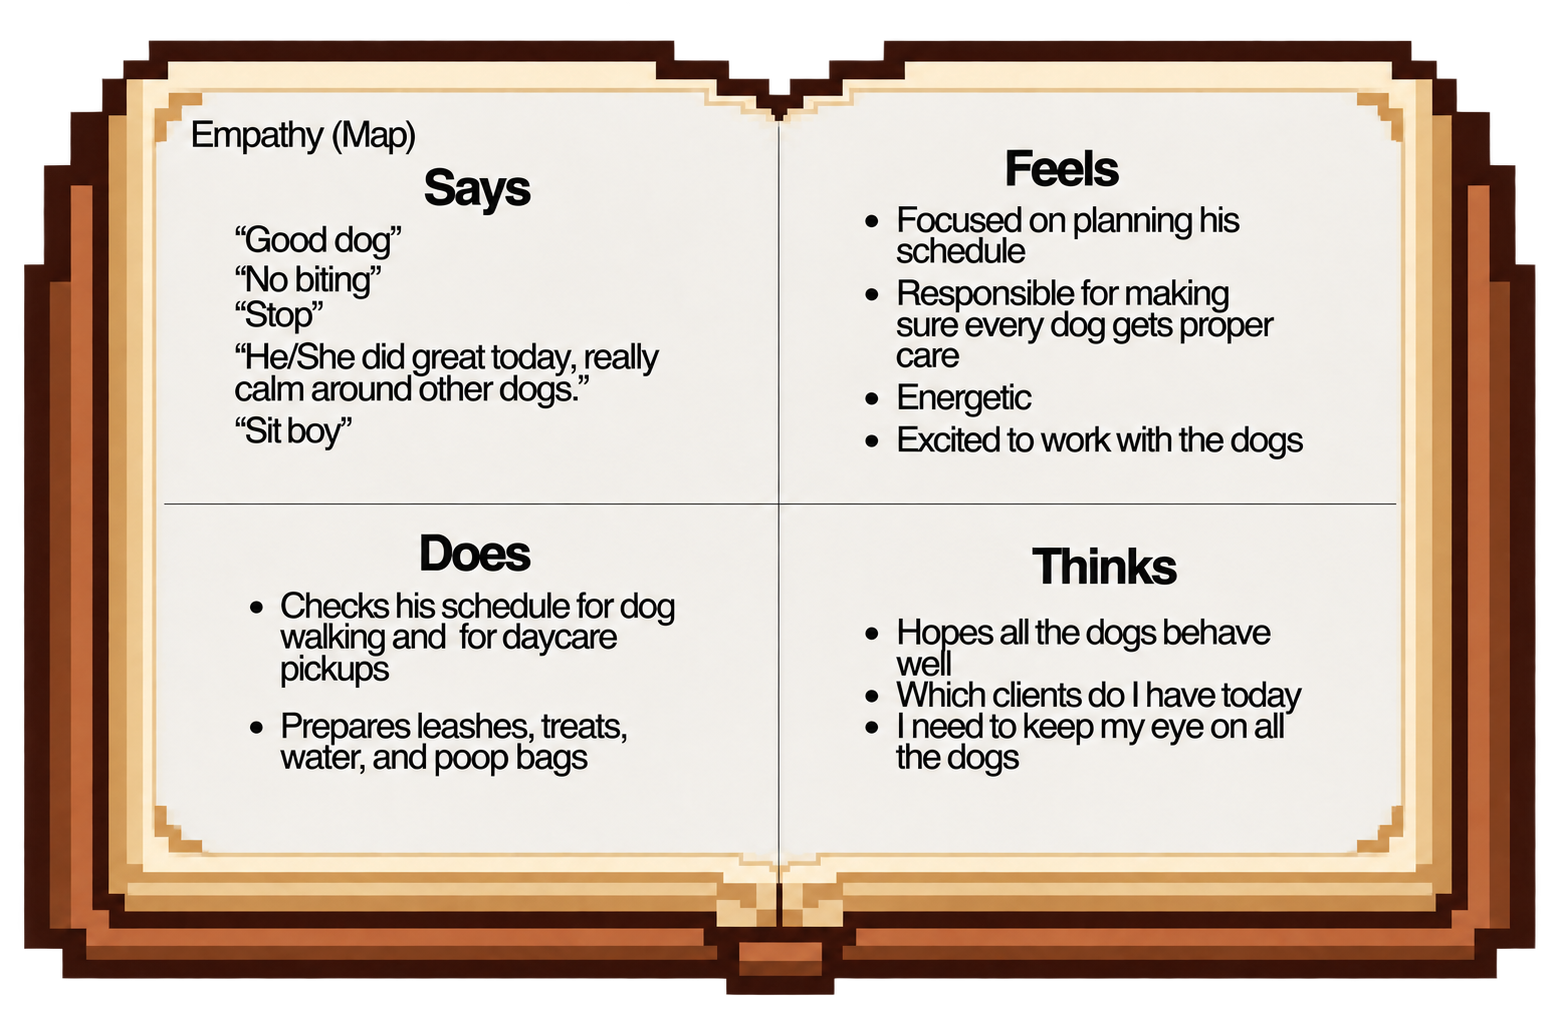 Empathy (Map)
Says
“Good dog”
“No biting”
“Stop”
“He/She did great today, really
calm around other dogs.”
“Sit boy”
Feels
• Focused on planning his
schedule
• Responsible for making
sure every dog gets proper
care
• Energetic
• Excited to work with the dogs
Does
• Checks his schedule for dog
walking and  for daycare
pickups
• Prepares leashes, treats,
water, and poop bags
Thinks
• Hopes all the dogs behave
well
• Which clients do I have today
• I need to keep my eye on all
the dogs